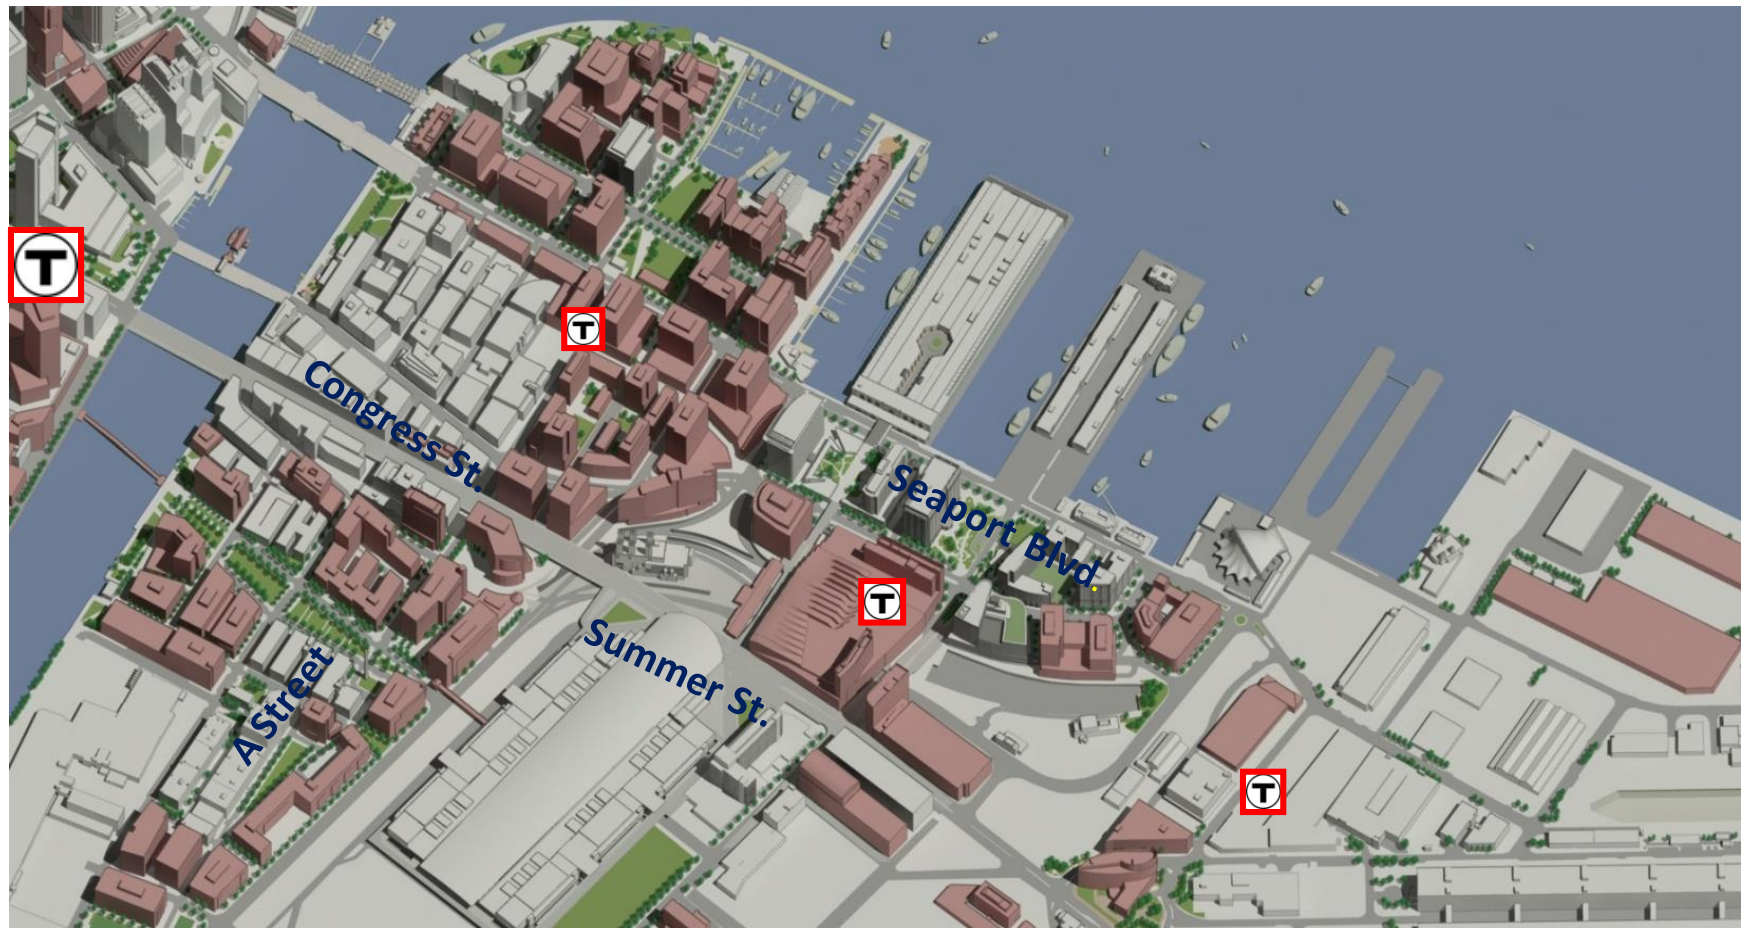 T
T
Congress St.
Seaport Blvd.
T
Summer St.
A Street
T